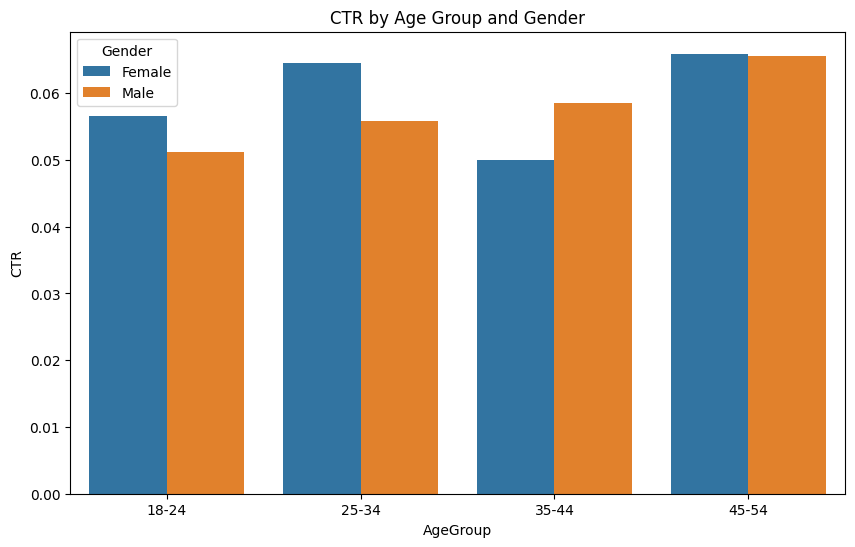 CTR by Age Group and Gender
Gender
Female
Male
0.06
0.05
0.04
0.03
0.02
0.01
0.00
CTR
18-24 25-34 35-44 45-54
AgeGroup